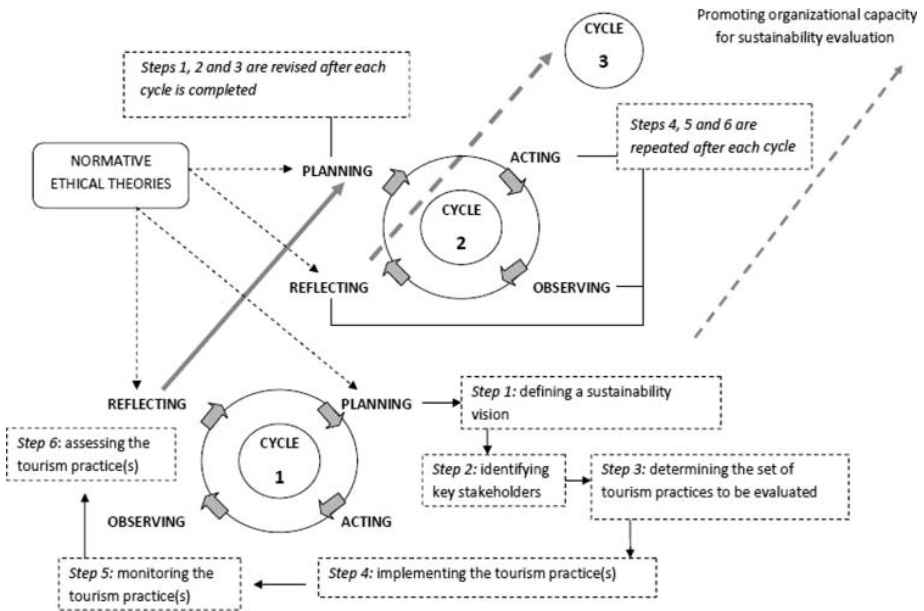 Promoting organizational capacity
for sustainability evaluation
CYCLE
3
Steps 1, 2 and 3 are revised after each
cycle is completed
Steps 4, 5 and 6 are
repeated after each cycle
NORMATIVE
ETHICAL THEORIES
PLANNING
ACTING
CYCLE
2
REFLECTING
OBSERVING
REFLECTING
PLANNING
Step 1: defining a sustainability
vision
CYCLE
1
Step 6: assessing the
tourism practice(s)
Step 2: identifying
key stakeholders
Step 3: determining the set of
tourism practices to be evaluated
OBSERVING
ACTING
Step 5: monitoring the
tourism practice(s)
Step 4: implementing the tourism practice(s)